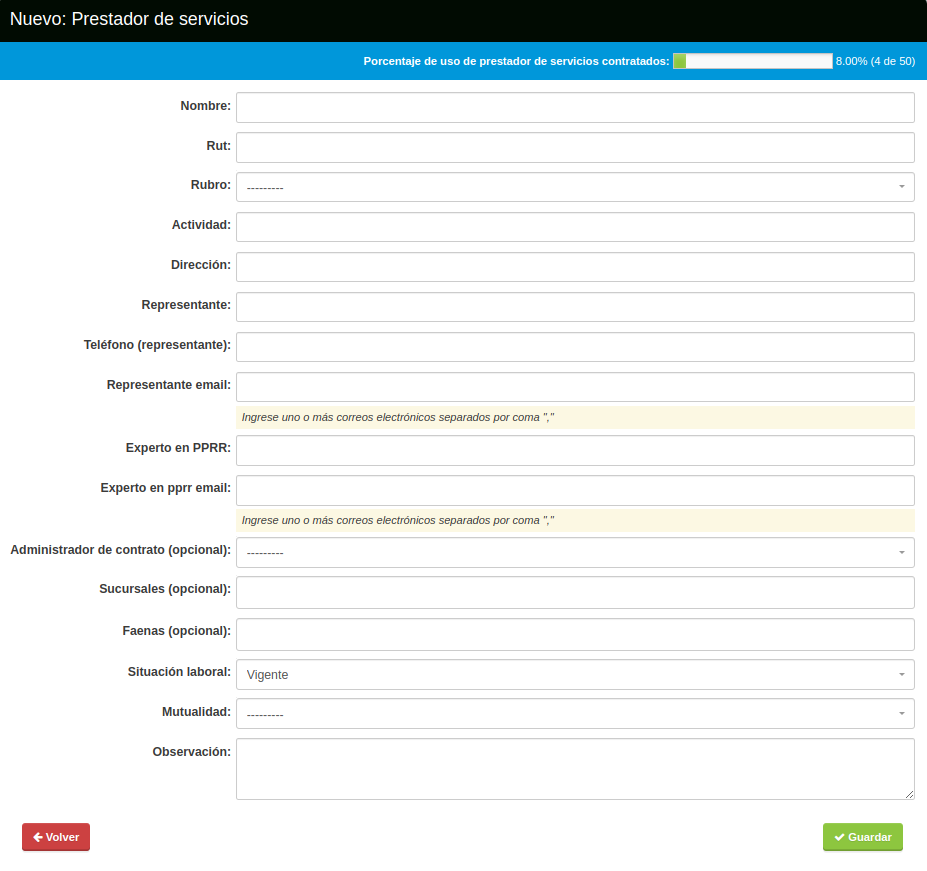 Nuevo: Prestador de servicios
Porcentaje de uso de prestador de servicios contratados: 8.00% (4 de 50)
Nombre:
Rut:
Rubro: ---------
Actividad:
Dirección:
Representante:
Teléfono (representante):
Representante email:
Ingrese uno o más correos electrónicos separados por coma ","
Experto en PPRR:
Experto en pprr email:
Ingrese uno o más correos electrónicos separados por coma ","
Administrador de contrato (opcional): ---------
Sucursales (opcional):
Faenas (opcional):
Situación laboral: Vigente
Mutualidad: ---------
Observación:
Volver Guardar